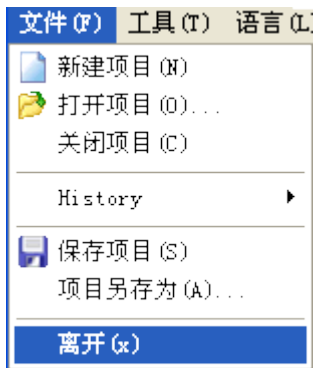 文件(F) 工具(T) 语言(L
新建项目(N)
打开项目(O)...
关闭项目(C)
History
保存项目(S)
项目另存为(A)...
离开(x)